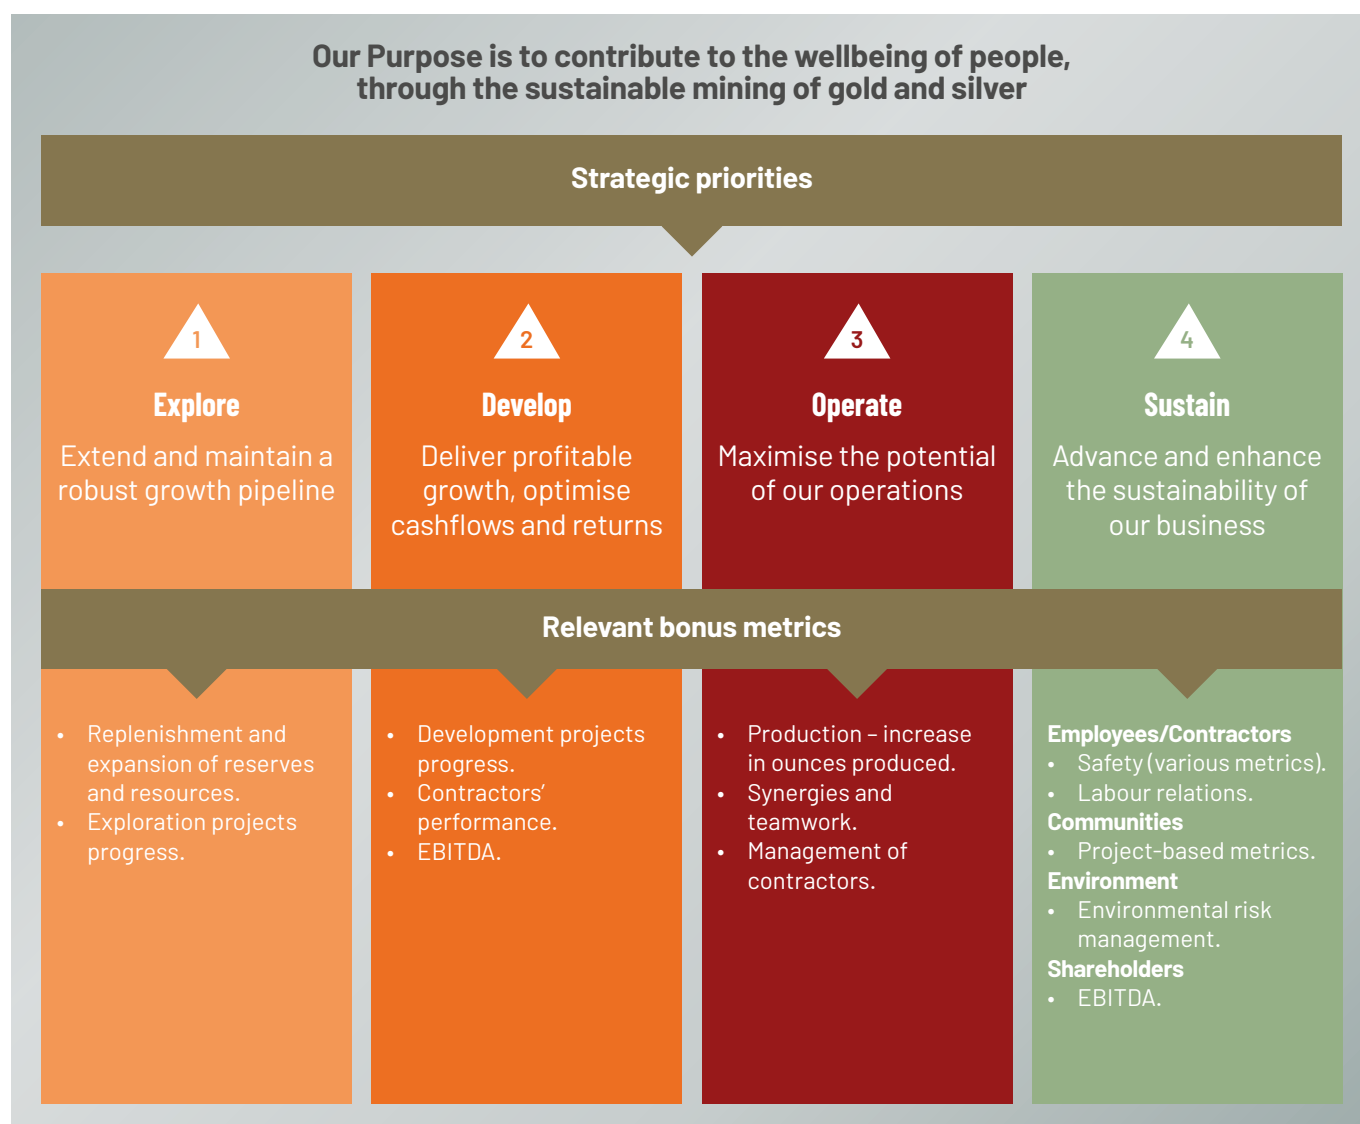 Our Purpose is to contribute to the wellbeing of people,
through the sustainable mining of gold and silver
Strategic priorities
1
Explore
Extend and maintain a
robust growth pipeline
2
Develop
Deliver profitable
growth, optimise
cashflows and returns
3
Operate
Maximise the potential
of our operations
4
Sustain
Advance and enhance
the sustainability of
our business
Relevant bonus metrics
• Replenishment and
expansion of reserves
and resources.
• Exploration projects
progress.
• Development projects
progress.
• Contractors’
performance.
• EBITDA.
• Production – increase
in ounces produced.
• Synergies and
teamwork.
• Management of
contractors.
Employees/Contractors
• Safety (various metrics).
• Labour relations.
Communities
• Project-based metrics.
Environment
• Environmental risk
management.
Shareholders
• EBITDA.